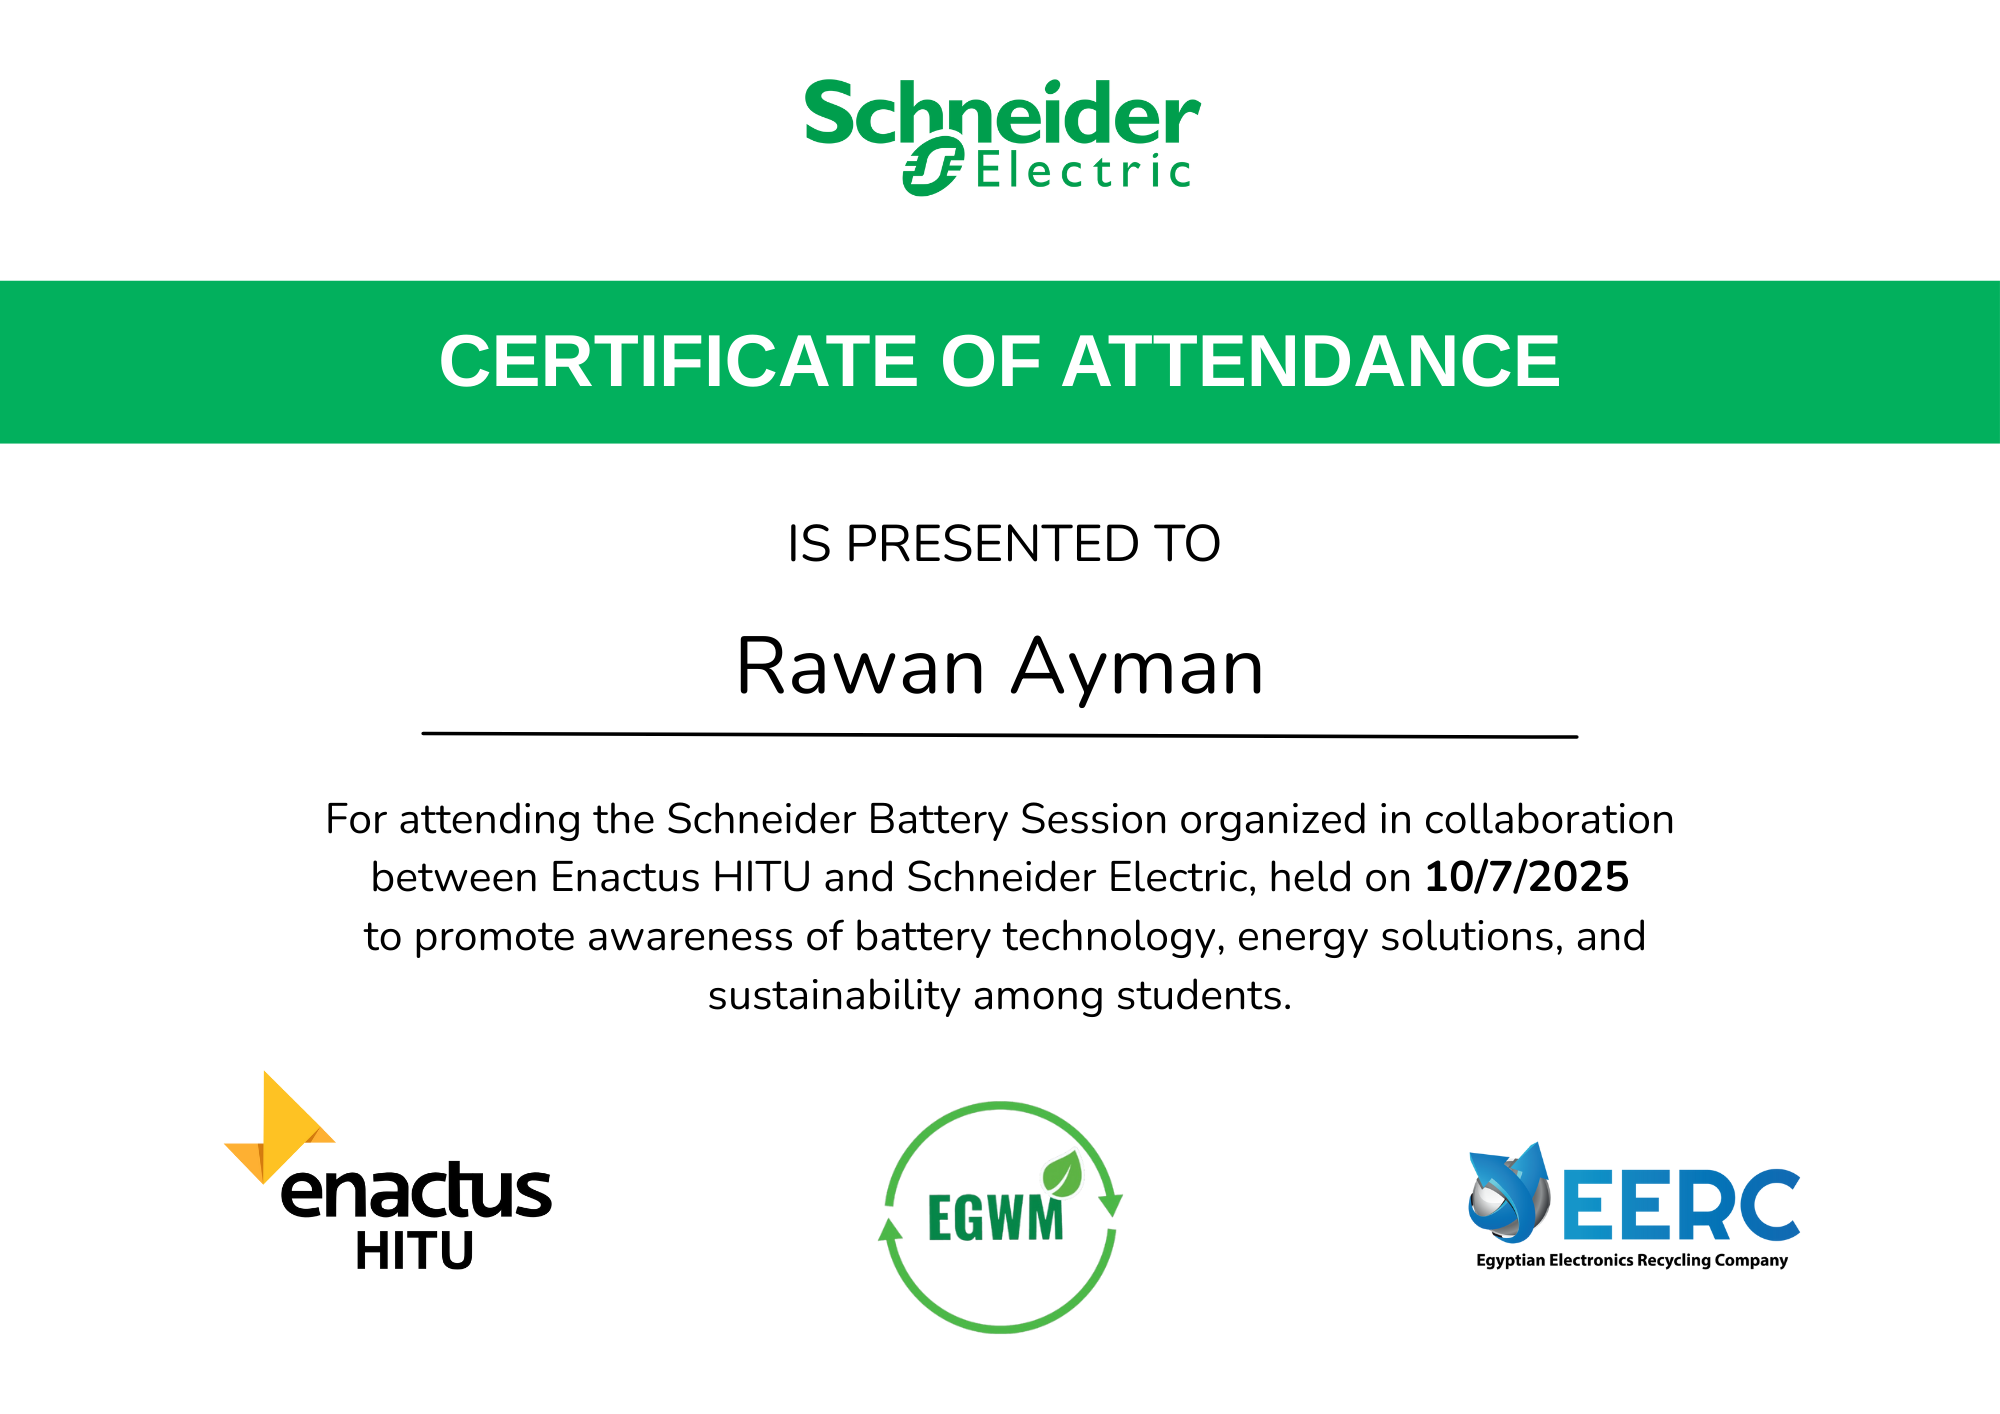 Schneider
Electric
CERTIFICATE OF ATTENDANCE
IS PRESENTED TO
Rawan Ayman
For attending the Schneider Battery Session organized in collaboration
between Enactus HITU and Schneider Electric, held on 10/7/2025
to promote awareness of battery technology, energy solutions, and
sustainability among students.
enactus
HITU
EGWM
EERC
Egyptian Electronics Recycling Company